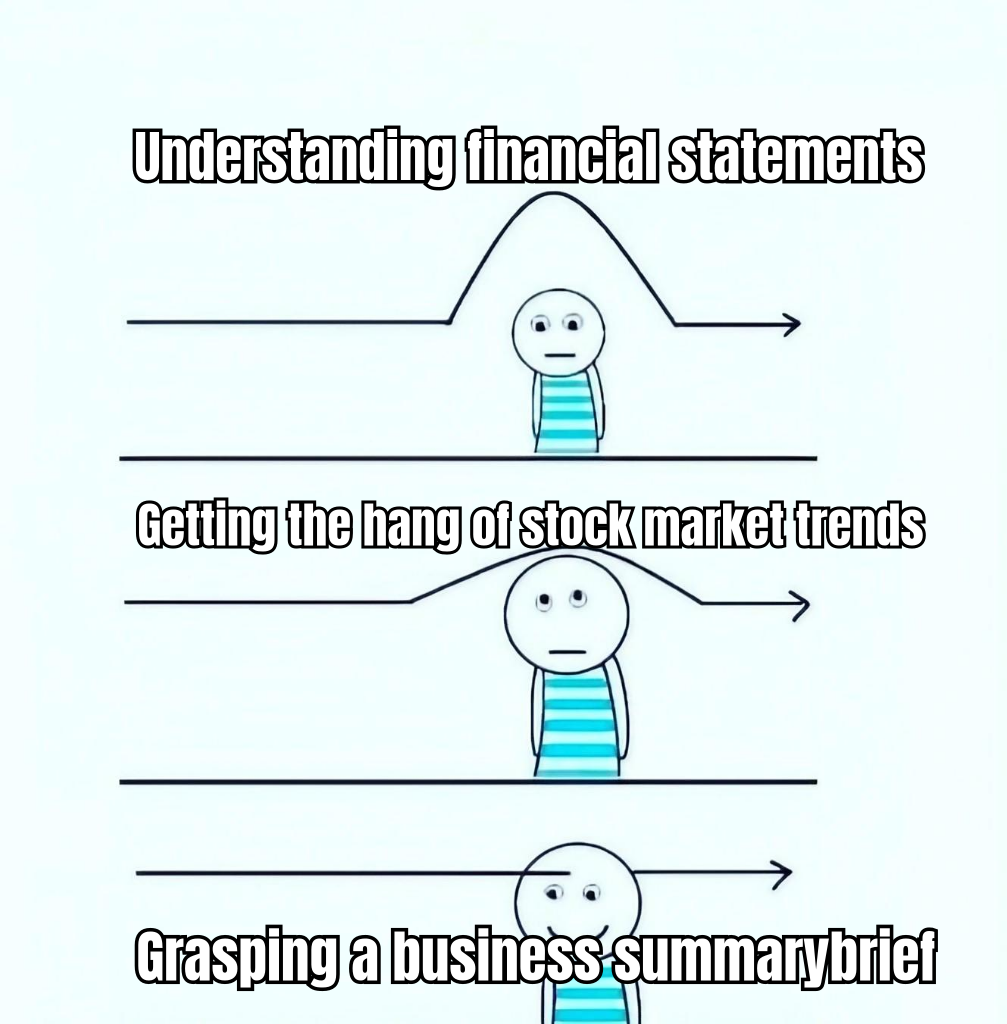 Understanding financial statements
Getting the hang of stock market trends
Grasping a business summarybrief